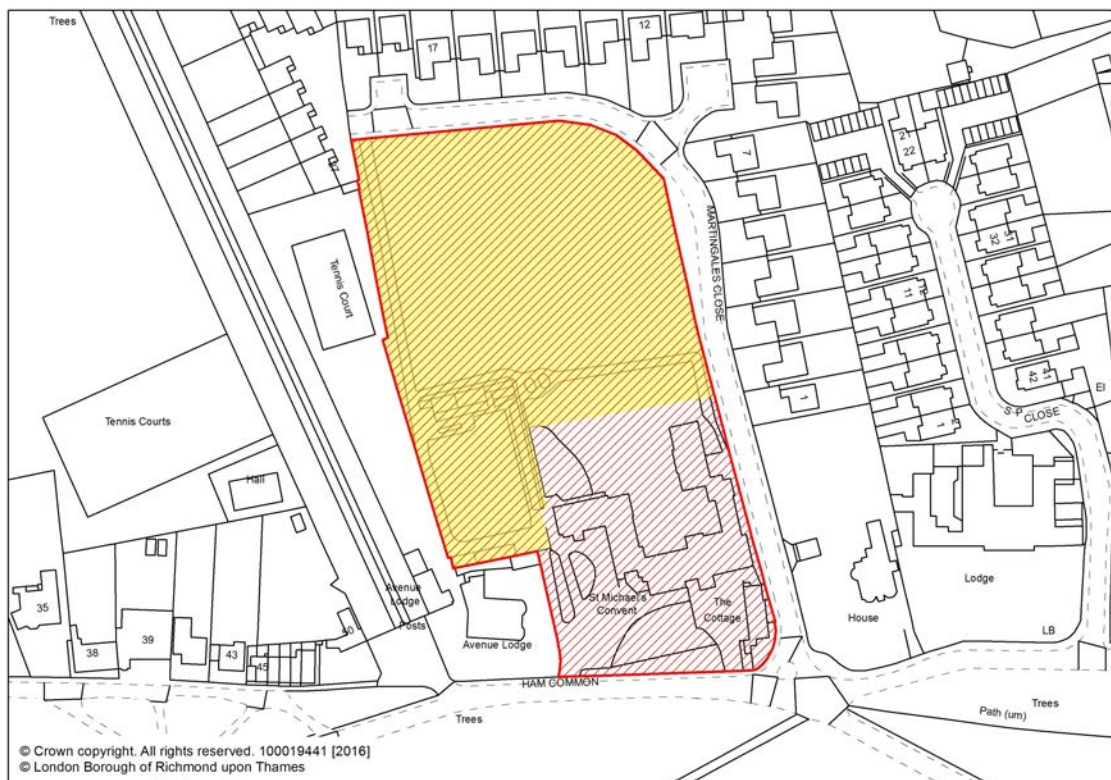 Trees
17
12
27
7
21
22
Tennis Court
MARTINGALES CLOSE
31
32
12
11
41
42
El
Tennis Courts
1
S P CLOSE
1
Hall
35
38
39
43
45
50
Avenue
Lodge
Posts
Avenue Lodge
St Michael's
Convent
The
Cottage
House
Lodge
LB
HAM COMMON
Trees
Path (um)
Trees
© Crown copyright. All rights reserved. 100019441 [2016]
© London Borough of Richmond upon Thames